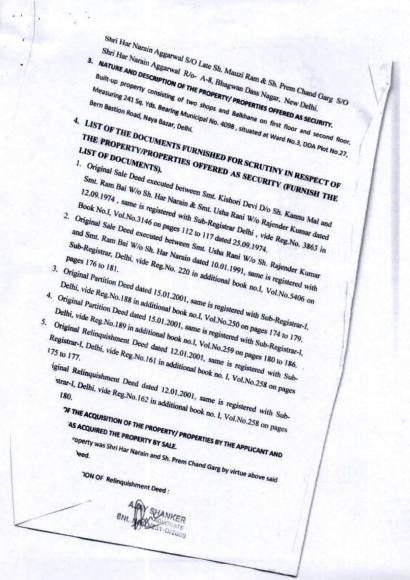 Shri Har Narain Aggarwal S/O Late Sh. Mauzi Ram & Sh. Prem Chand Garg S/O
Shri Har Narain Aggarwal R/o- A-8, Bhagwan Dass Nagar, New Delhi.
3. NATURE AND DESCRIPTION OF THE PROPERTY/ PROPERTIES OFFERED AS SECURITY.
Built-up property consisting of two shops and Balkhana on first floor and second floor,
Measuring 241 Sq. Yds. Bearing Municipal No. 4098 , situated at Ward No.3, DDA Plot No.27,
Bern Bastion Road, Naya Bazar, Delhi.
4. LIST OF THE DOCUMENTS FURNISHED FOR SCRUTINY IN RESPECT OF
THE PROPERTY/PROPERTIES OFFERED AS SECURITY (FURNISH THE
LIST OF DOCUMENTS).
1. Original Sale Deed executed between Smt. Kishori Devi D/o Sh. Kannu Mal and
Smt. Ram Bai W/o Sh. Har Narain & Smt. Usha Rani W/o Rajender Kumar dated
12.09.1974 , same is registered with Sub-Registrar Delhi , vide Reg.No. 3863 in
Book No.I, Vol.No.3146 on pages 112 to 117 dated 25.09.1974.
2. Original Sale Deed executed between Smt. Usha Rani W/o Sh. Rajender Kumar
and Smt. Ram Bai W/o Sh. Har Narain dated 10.01.1991, same is registered with
Sub-Registrar, Delhi, vide Reg.No. 220 in additional book no.I, Vol.No.5406 on
pages 176 to 181.
3. Original Partition Deed dated 15.01.2001, same is registered with Sub-Registrar-I,
Delhi, vide Reg.No.188 in additional book no.I, Vol.No.250 on pages 174 to 179.
4. Original Partition Deed dated 15.01.2001, same is registered with Sub-Registrar-I,
Delhi, vide Reg.No.189 in additional book no.I, Vol.No.259 on pages 180 to 186.
5. Original Relinquishment Deed dated 12.01.2001, same is registered with Sub-
Registrar-I, Delhi, vide Reg.No.161 in additional book no. I, Vol.No.258 on pages
175 to 177.
iginal Relinquishment Deed dated 12.01.2001, same is registered with Sub-
strar-I, Delhi, vide Reg.No.162 in additional book no. I, Vol.No.258 on pages
180.
OF THE ACQUISITION OF THE PROPERTY/ PROPERTIES BY THE APPLICANT AND
AS ACQUIRED THE PROPERTY BY SALE.
operty was Shri Har Narain and Sh. Prem Chand Garg by virtue above said
eed.
ION OF Relinquishment Deed :
SHANKER
ADVOCATE